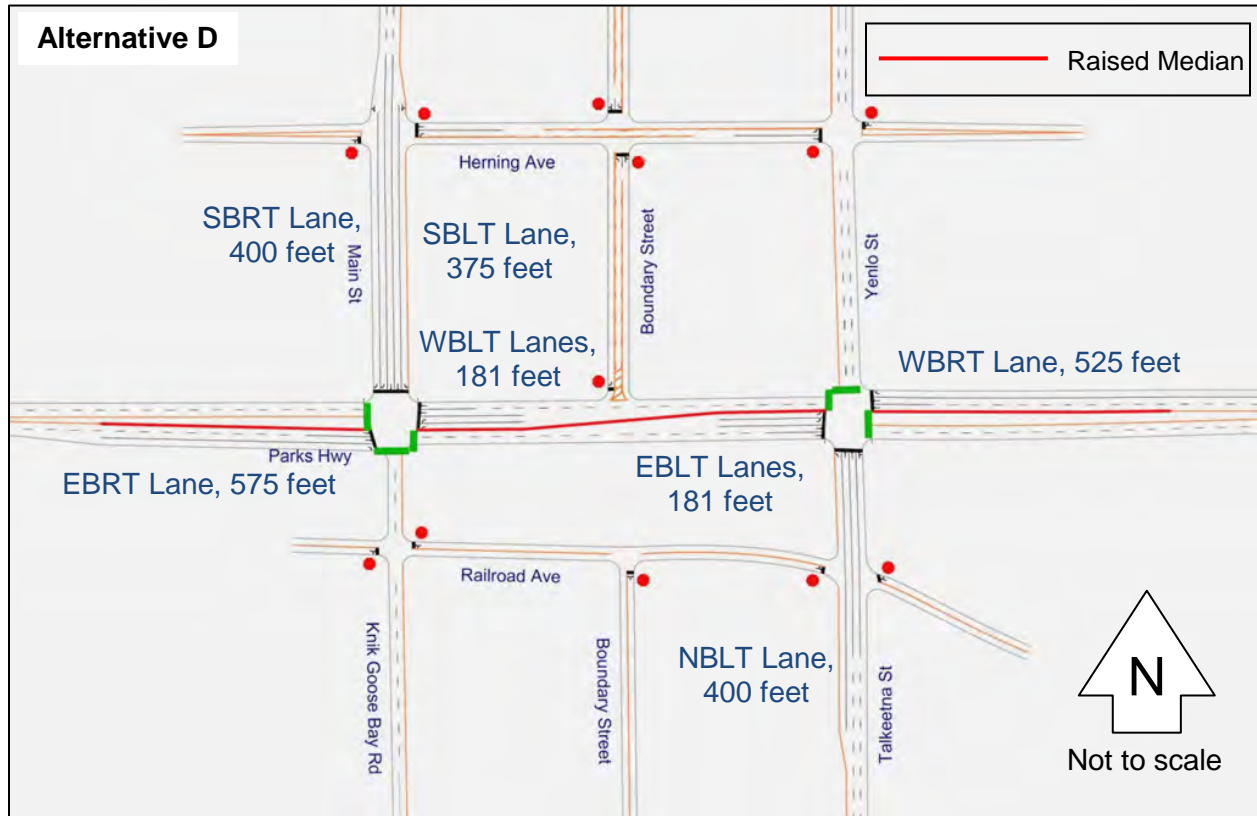 Alternative D
Raised Median
Herning Ave
SBRT Lane,
400 feet
Main St
SBLT Lane,
375 feet
Boundary Street
Yenlo St
WBLT Lanes,
181 feet
WBRT Lane, 525 feet
Parks Hwy
EBRT Lane, 575 feet
EBLT Lanes,
181 feet
Railroad Ave
Knik Goose Bay Rd
Boundary Street
NBLT Lane,
400 feet
Talkeetna St
N
Not to scale